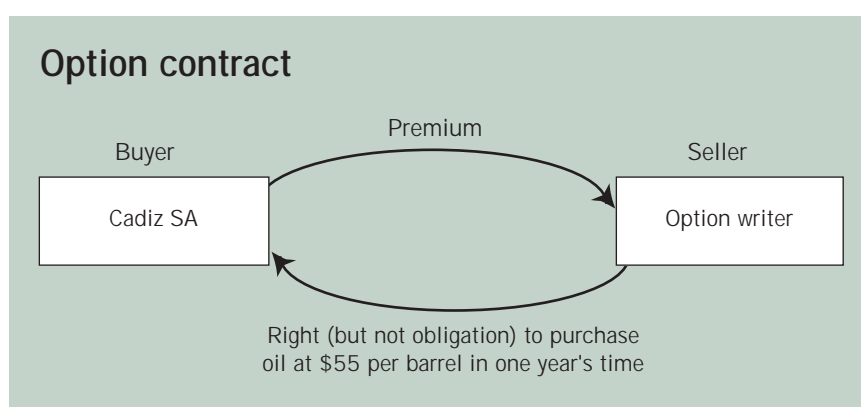 Option contract
Premium
Buyer
Seller
Cadiz SA
Option writer
Right (but not obligation) to purchase
oil at $55 per barrel in one year's time